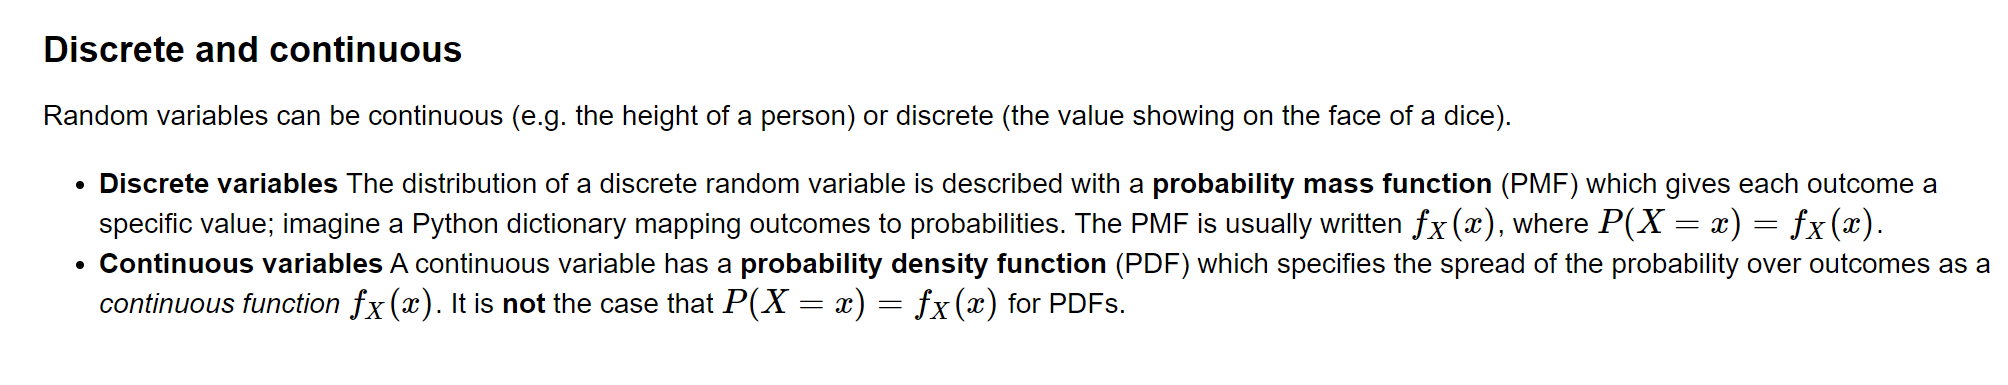 Discrete and continuous
Random variables can be continuous (e.g. the height of a person) or discrete (the value showing on the face of a dice).
• Discrete variables The distribution of a discrete random variable is described with a probability mass function (PMF) which gives each outcome a
specific value; imagine a Python dictionary mapping outcomes to probabilities. The PMF is usually written f_X(x), where P(X = x) = f_X(x).
• Continuous variables A continuous variable has a probability density function (PDF) which specifies the spread of the probability over outcomes as a
continuous function f_X(x). It is not the case that P(X = x) = f_X(x) for PDFs.